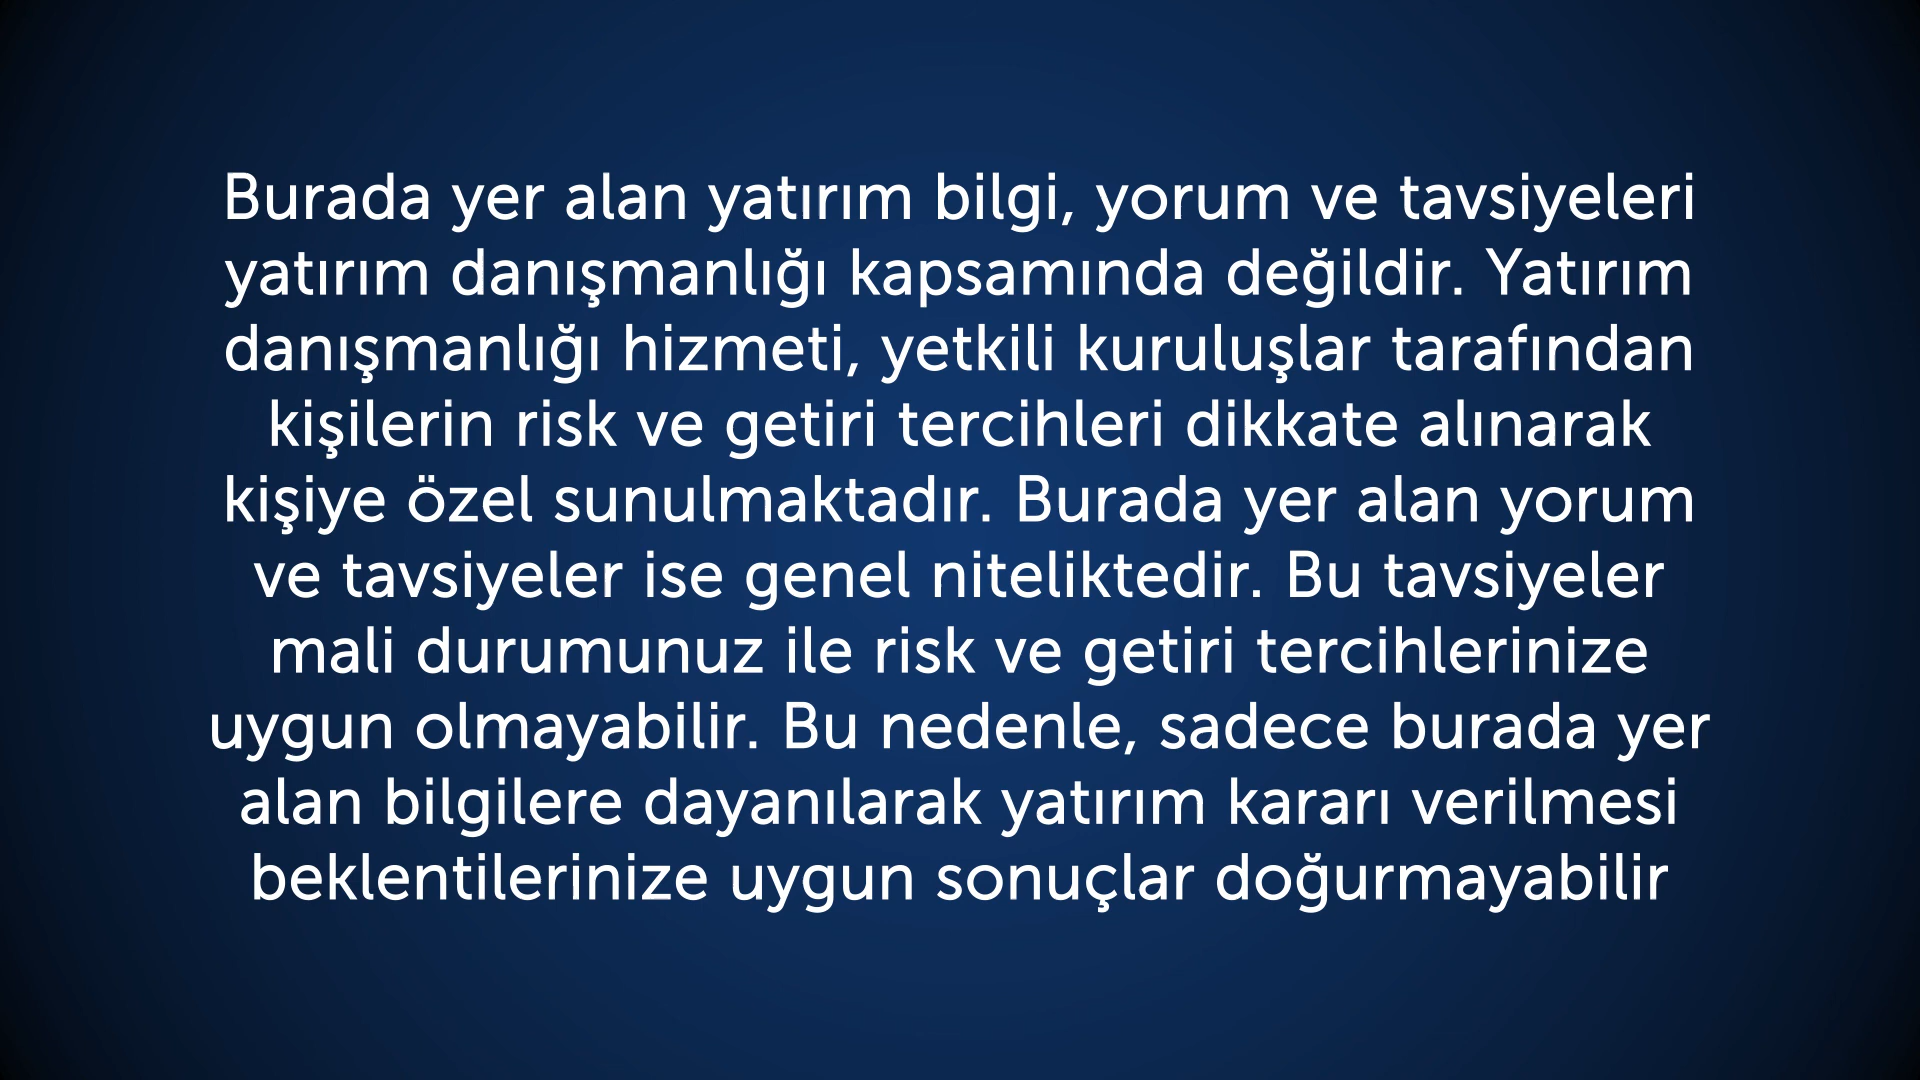 Burada yer alan yatırım bilgi, yorum ve tavsiyeleri
yatırım danışmanlığı kapsamında değildir. Yatırım
danışmanlığı hizmeti, yetkili kuruluşlar tarafından
kişilerin risk ve getiri tercihleri dikkate alınarak
kişiye özel sunulmaktadır. Burada yer alan yorum
ve tavsiyeler ise genel niteliktedir. Bu tavsiyeler
mali durumunuz ile risk ve getiri tercihlerinize
uygun olmayabilir. Bu nedenle, sadece burada yer
alan bilgilere dayanılarak yatırım kararı verilmesi
beklentilerinize uygun sonuçlar doğurmayabilir